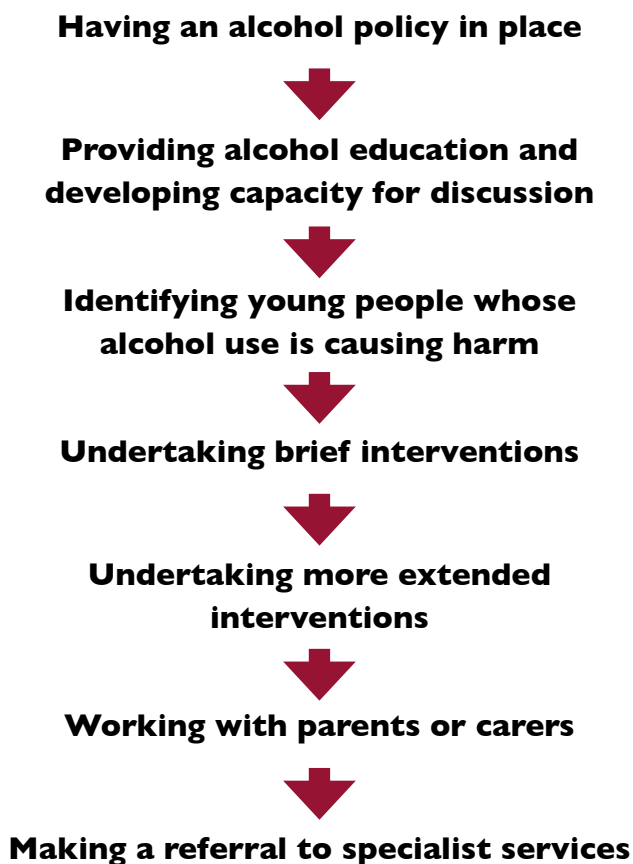 Having an alcohol policy in place
Providing alcohol education and
developing capacity for discussion
Identifying young people whose
alcohol use is causing harm
Undertaking brief interventions
Undertaking more extended
interventions
Working with parents or carers
Making a referral to specialist services